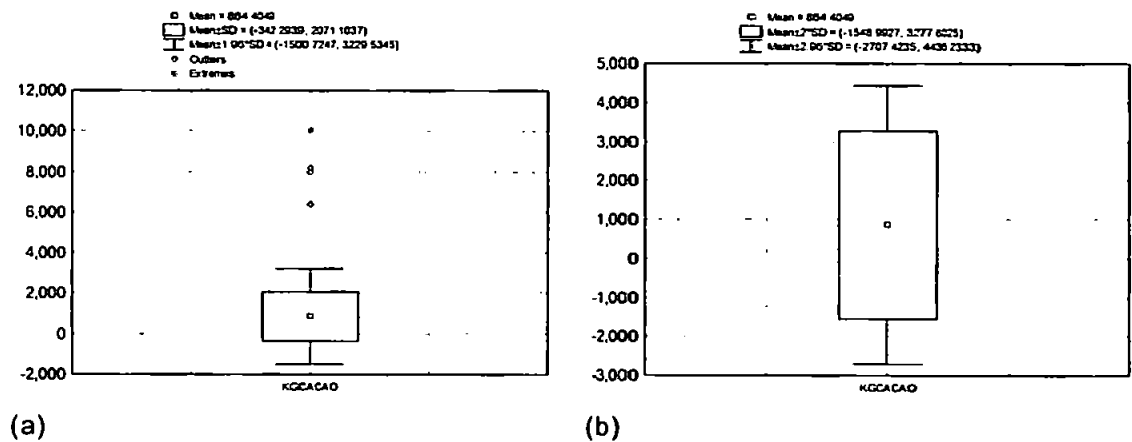 Mean = 864.4049
Mean±SD = (-342.2939, 2071.1037)
Mean±1.96*SD = (-1500.7247, 3229.5345)
Outliers
Extremes
12,000
10,000
8,000
6,000
4,000
2,000
0
-2,000
KGCACAO
(a)
Mean = 864.4049
Mean±2*SD = (-1548.9927, 3277.8025)
Mean±2.96*SD = (-2707.4235, 4436.2333)
5,000
4,000
3,000
2,000
1,000
0
-1,000
-2,000
-3,000
KGCACAO
(b)